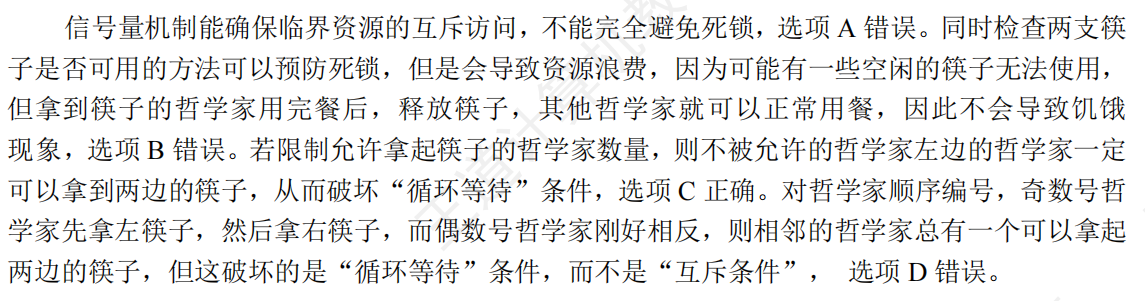 信号量机制能确保临界资源的互斥访问，不能完全避免死锁，选项 A 错误。同时检查两支筷
子是否可用的方法可以预防死锁，但是会导致资源浪费，因为可能有一些空闲的筷子无法使用，
但拿到筷子的哲学家用完餐后，释放筷子，其他哲学家就可以正常用餐，因此不会导致饥饿
现象，选项 B 错误。若限制允许拿起筷子的哲学家数量，则不被允许的哲学家左边的哲学家一定
可以拿到两边的筷子，从而破坏“循环等待”条件，选项 C 正确。对哲学家顺序编号，奇数号哲
学家先拿左筷子，然后拿右筷子，而偶数号哲学家刚好相反，则相邻的哲学家总有一个可以拿起
两边的筷子，但这破坏的是“循环等待”条件，而不是“互斥条件”， 选项 D 错误。